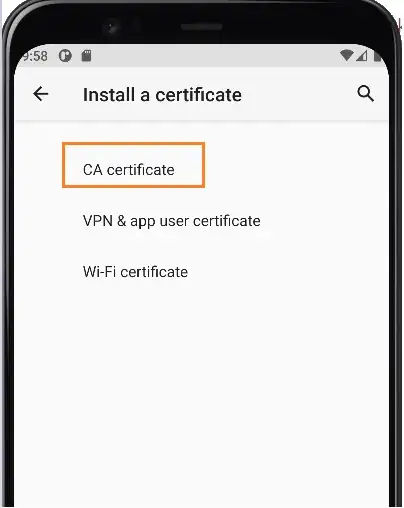 9:58
Install a certificate
CA certificate
VPN & app user certificate
Wi-Fi certificate